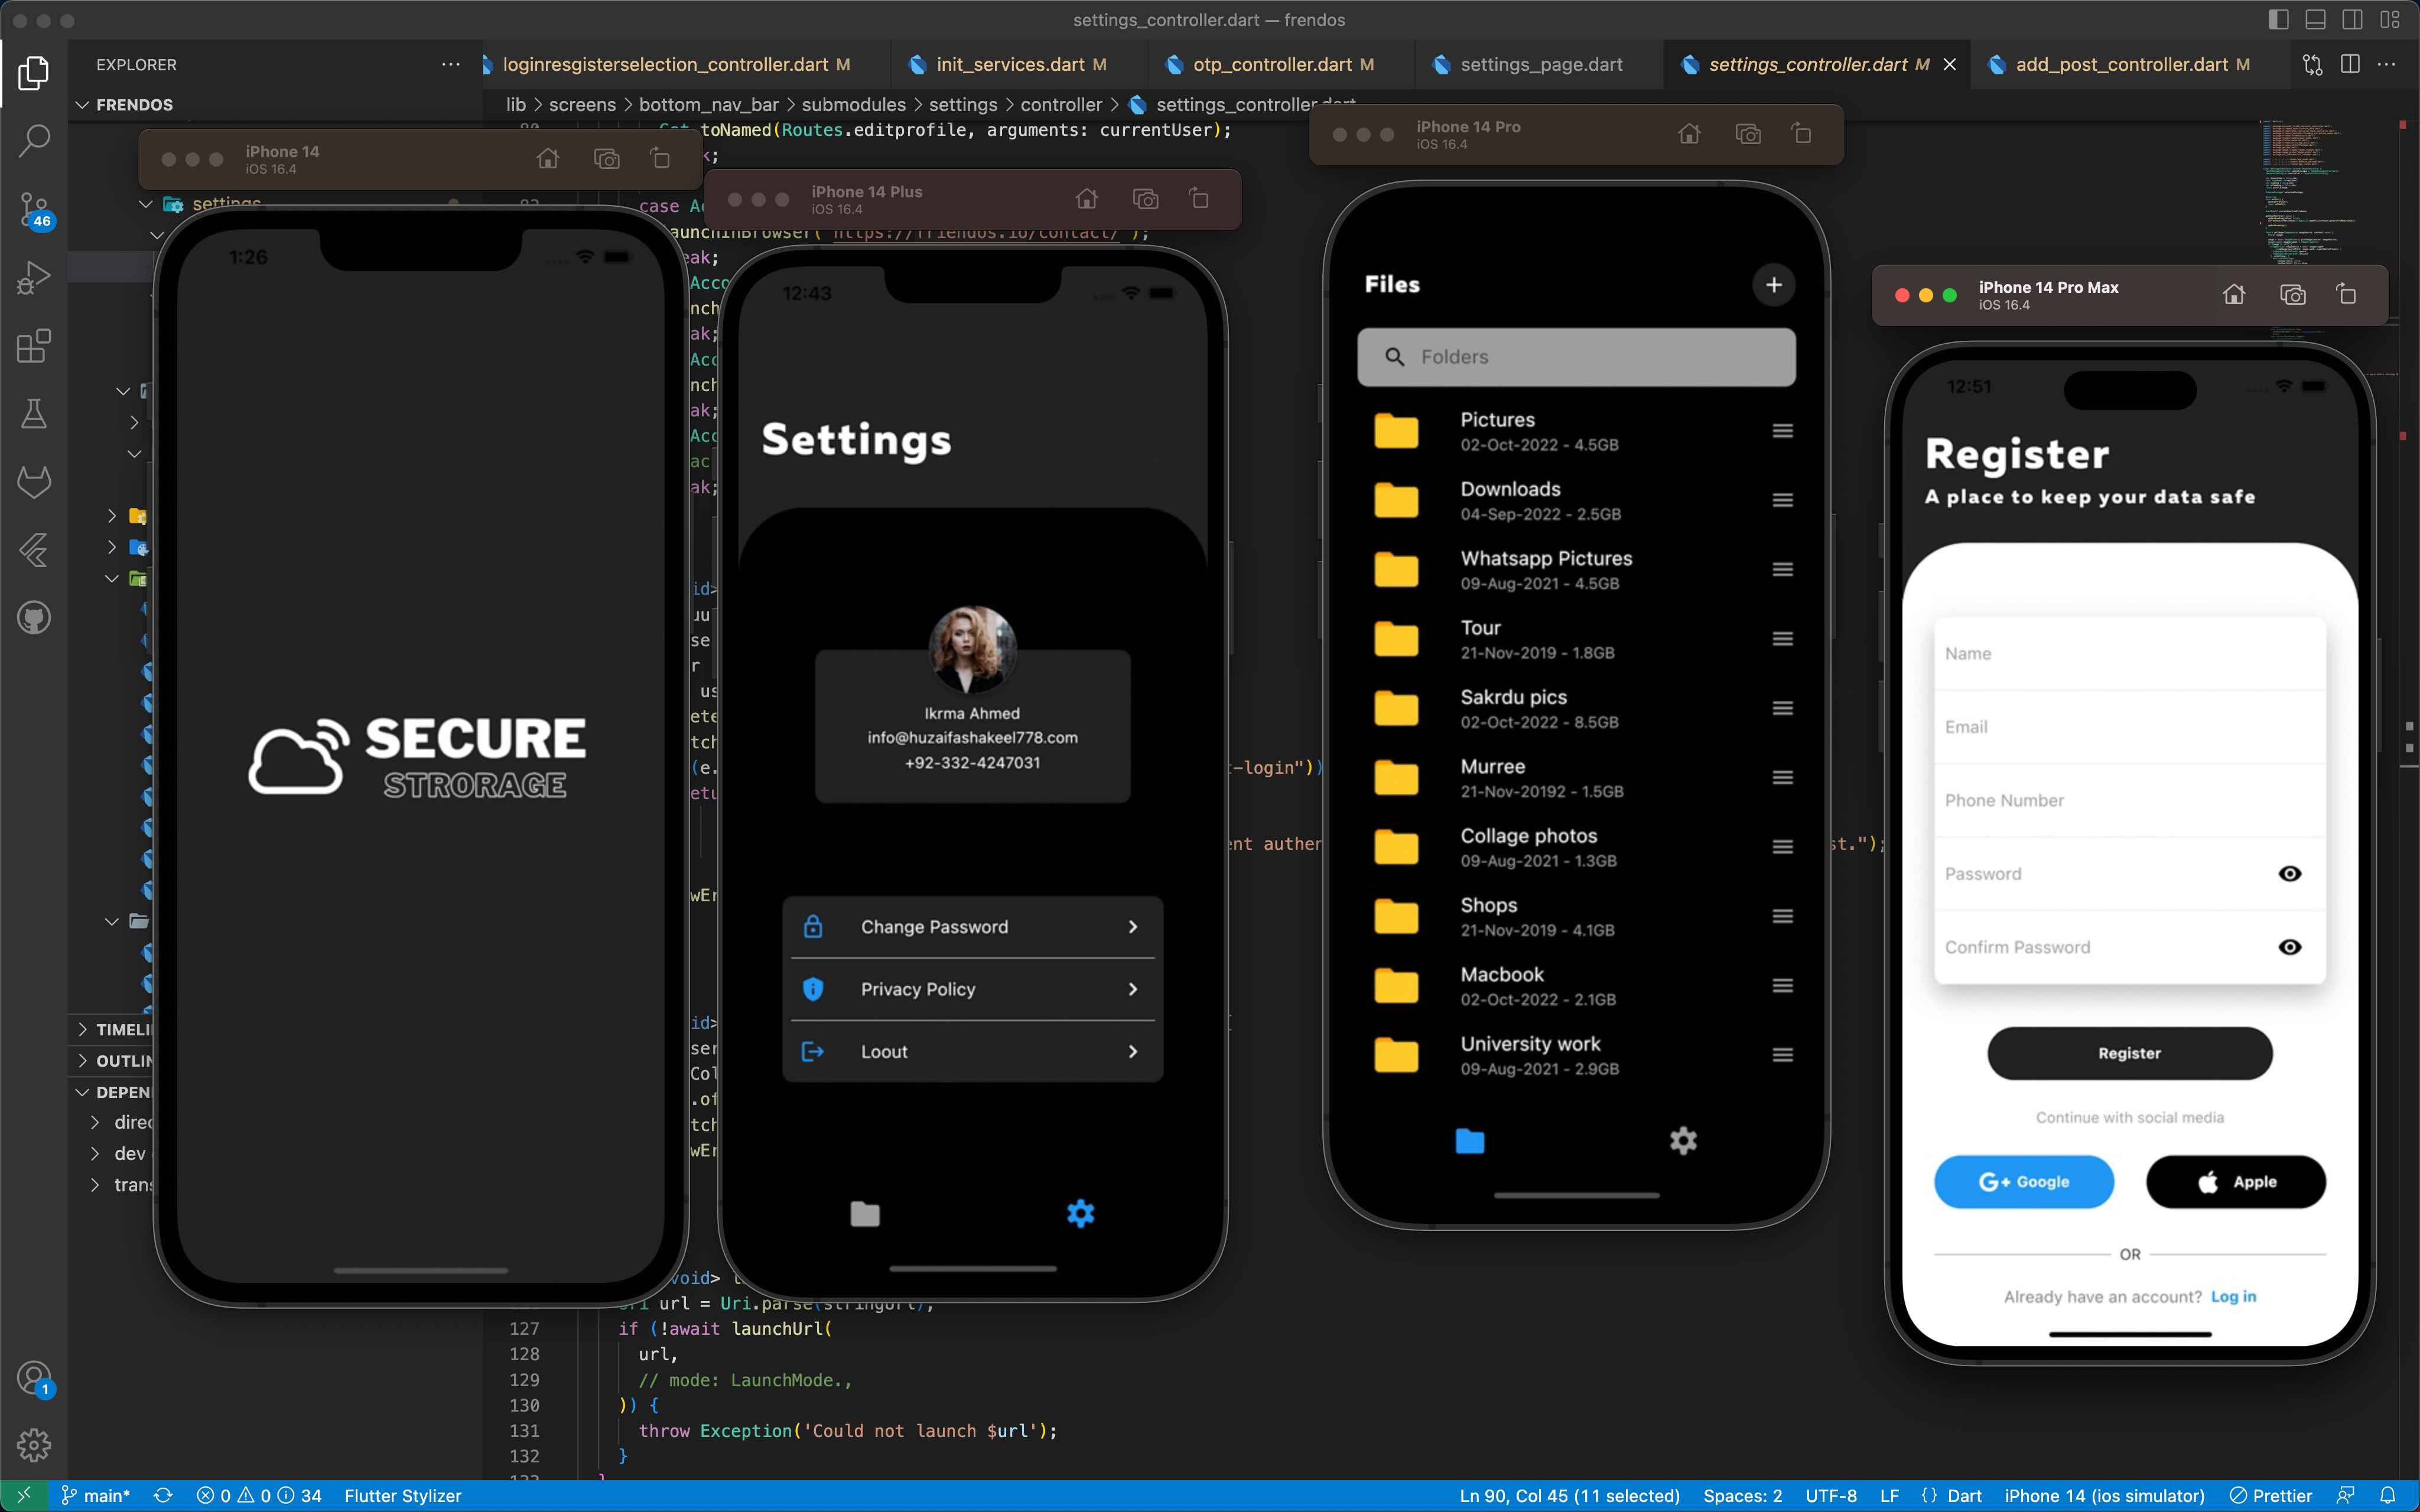 settings_controller.dart — frendos
EXPLORER
loginresgisterselection_controller.dart M
init_services.dart M
otp_controller.dart M
settings_page.dart
settings_controller.dart M
add_post_controller.dart M
FRENDOS
lib > screens > bottom_nav_bar > submodules > settings > controller > settings_controller.dart
toNamed(Routes.editprofile, arguments: currentUser);
settings
46
TIMELI
OUTLIN
DEPEN
direc
dev
trans
1
iPhone 14
iOS 16.4
1:26
SECURE
STRORAGE
iPhone 14 Plus
iOS 16.4
12:43
Settings
Ikrma Ahmed
info@huzaifashakeel778.com
+92-332-4247031
Change Password
Privacy Policy
Loout
iPhone 14 Pro
iOS 16.4
Files
Folders
Pictures
02-Oct-2022 - 4.5GB
Downloads
04-Sep-2022 - 2.5GB
Whatsapp Pictures
09-Aug-2021 - 4.5GB
Tour
21-Nov-2019 - 1.8GB
Sakrdu pics
02-Oct-2022 - 8.5GB
Murree
21-Nov-20192 - 1.5GB
Collage photos
09-Aug-2021 - 1.3GB
Shops
21-Nov-2019 - 4.1GB
Macbook
02-Oct-2022 - 2.1GB
University work
09-Aug-2021 - 2.9GB
iPhone 14 Pro Max
iOS 16.4
12:51
Register
A place to keep your data safe
Name
Email
Phone Number
Password
Confirm Password
Register
Continue with social media
G+ Google
Apple
OR
Already have an account? Log in
case
-login"))
ent auther
st.");
url = Uri.parse(stringUrl);
127 if (!await launchUrl(
128 url,
129 // mode: LaunchMode.,
130 )) {
131 throw Exception('Could not launch $url');
132 }
main*
0 0 34
Flutter Stylizer
Ln 90, Col 45 (11 selected)
Spaces: 2
UTF-8
LF
{} Dart
iPhone 14 (ios simulator)
Prettier